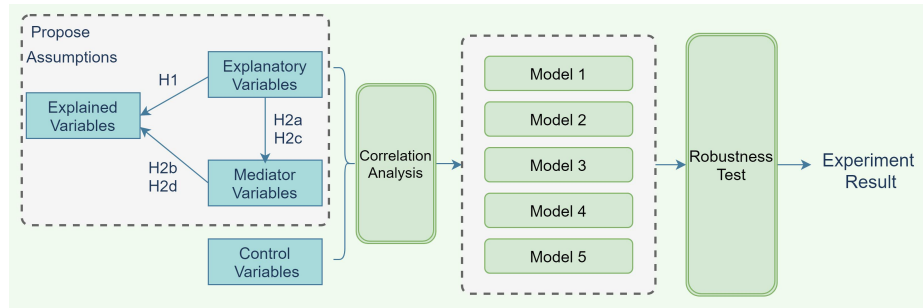 Propose
Assumptions
H1
Explanatory
Variables
Explained
Variables
H2a
H2c
H2b
H2d
Mediator
Variables
Control
Variables
Correlation
Analysis
Model 1
Model 2
Model 3
Model 4
Model 5
Robustness
Test
Experiment
Result